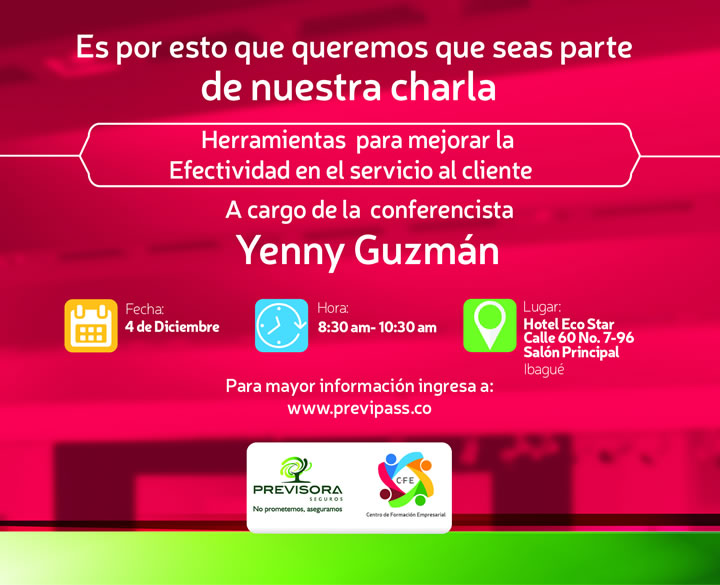 Es por esto que queremos que seas parte
de nuestra charla
Herramientas para mejorar la
Efectividad en el servicio al cliente
A cargo de la conferencista
Yenny Guzmán
Fecha:
4 de Diciembre
Hora:
8:30 am- 10:30 am
Lugar:
Hotel Eco Star
Calle 60 No. 7-96
Salón Principal
Ibagué
Para mayor información ingresa a:
www.previpass.co
PREVISORA
SEGUROS
No prometemos, aseguramos
CFE
Centro de Formación Empresarial